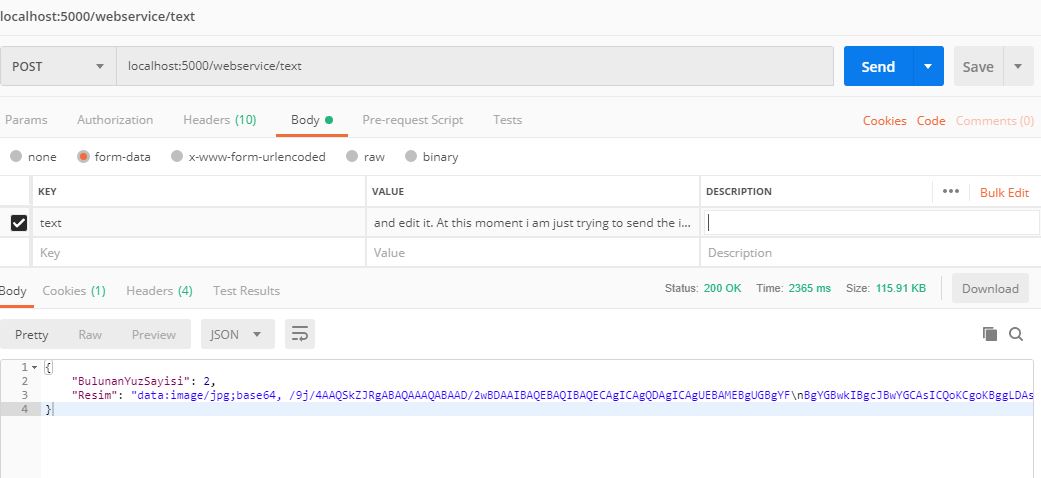 localhost:5000/webservice/text
POST localhost:5000/webservice/text Send Save
Params Authorization Headers (10) Body Pre-request Script Tests Cookies Code Comments (0)
none form-data x-www-form-urlencoded raw binary
KEY VALUE DESCRIPTION ••• Bulk Edit
text and edit it. At this moment i am just trying to send the i...
Key Value Description
Body Cookies (1) Headers (4) Test Results Status: 200 OK Time: 2365 ms Size: 115.91 KB Download
Pretty Raw Preview JSON
1 {
2 "BulunanYuzSayisi": 2,
3 "Resim": "data:image/jpg;base64, /9j/4AAQSkZJRgABAQAAAQABAAD/2wBDAAIBAQEBAQIBAQECAgICAgQDAgICAgUEBAMEBgUGBgYF\nBgYGBwkIBgcJBwYGCAsICQoKCgoKBggLDAs
4 }